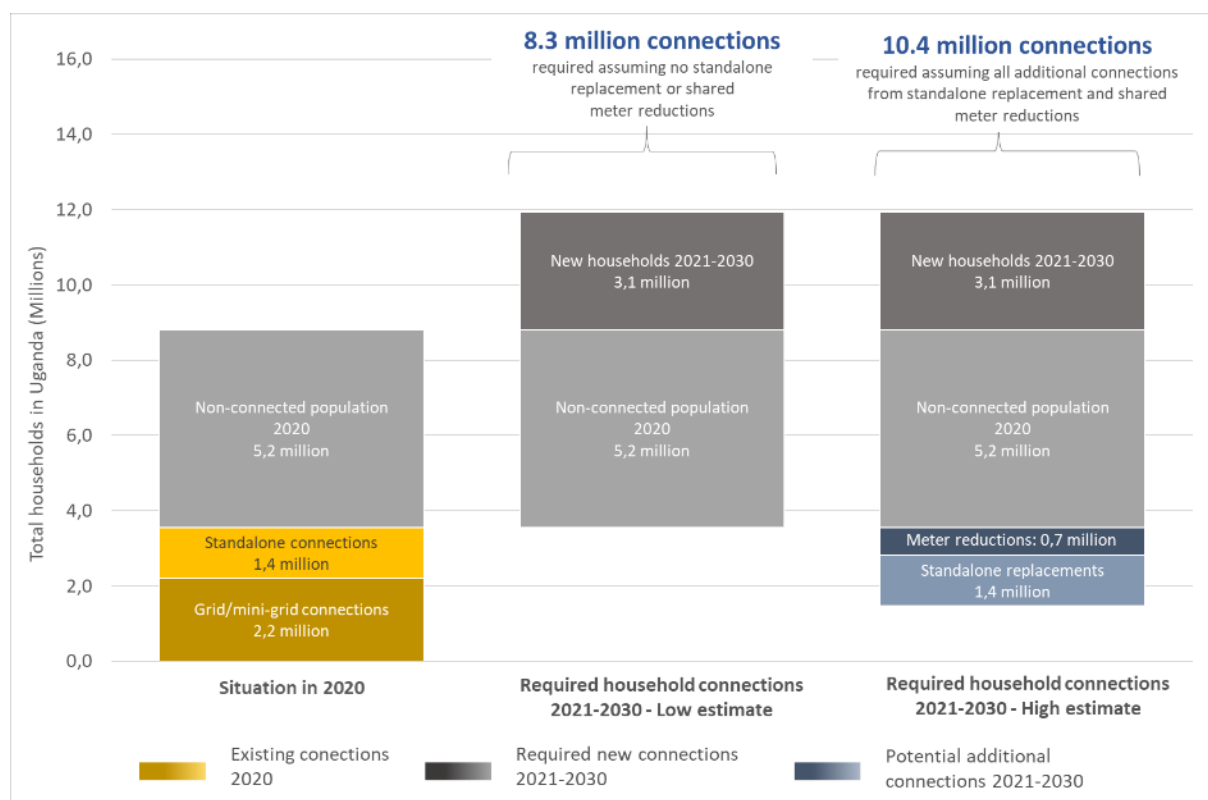 8.3 million connections
required assuming no standalone
replacement or shared
meter reductions
10.4 million connections
required assuming all additional connections
from standalone replacement and shared
meter reductions
Total households in Uganda (Millions)
16,0
14,0
12,0
10,0
8,0
6,0
4,0
2,0
0,0
Non-connected population
2020
5,2 million
Standalone connections
1,4 million
Grid/mini-grid connections
2,2 million
New households 2021-2030
3,1 million
Non-connected population
2020
5,2 million
New households 2021-2030
3,1 million
Non-connected population
2020
5,2 million
Meter reductions: 0,7 million
Standalone replacements
1,4 million
Situation in 2020
Required household connections
2021-2030 - Low estimate
Required household connections
2021-2030 - High estimate
Existing conections
2020
Required new connections
2021-2030
Potential additional
connections 2021-2030